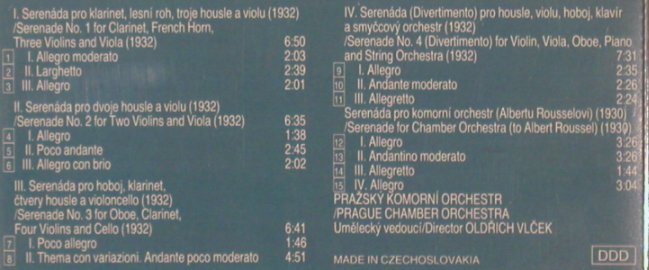 I. Serenáda pro klarinet, lesní roh, troje housle a violu (1932)
/Serenade No. 1 for Clarinet, French Horn,
Three Violins and Viola (1932) 6:50
1 I. Allegro moderato 2:03
2 II. Larghetto 2:39
3 III. Allegro 2:01
II. Serenáda pro dvoje housle a violu (1932)
/Serenade No. 2 for Two Violins and Viola (1932) 6:35
4 I. Allegro 1:38
5 II. Poco andante 2:45
6 III. Allegro con brio 2:02
III. Serenáda pro hoboj, klarinet,
čtvery housle a violoncello (1932)
/Serenade No. 3 for Oboe, Clarinet,
Four Violins and Cello (1932) 6:41
7 I. Poco allegro 1:46
8 II. Thema con variazioni. Andante poco moderato 4:51
IV. Serenáda (Divertimento) pro housle, violu, hoboj, klavír
a smyčcový orchestr (1932)
/Serenade No. 4 (Divertimento) for Violin, Viola, Oboe, Piano
and String Orchestra (1932) 7:31
9 I. Allegro 2:35
10 II. Andante moderato 2:26
11 III. Allegretto 2:24
Serenáda pro komorní orchestr (Albertu Rousselovi) (1930)
/Serenade for Chamber Orchestra (to Albert Roussel) (1930)
12 I. Allegro 3:26
13 II. Andantino moderato 3:26
14 III. Allegretto 1:44
15 IV. Allegro 3:04
PRAŽSKÝ KOMORNÍ ORCHESTR
/PRAGUE CHAMBER ORCHESTRA
Umělecký vedoucí/Director OLDŘICH VLČEK
MADE IN CZECHOSLOVAKIA
DDD